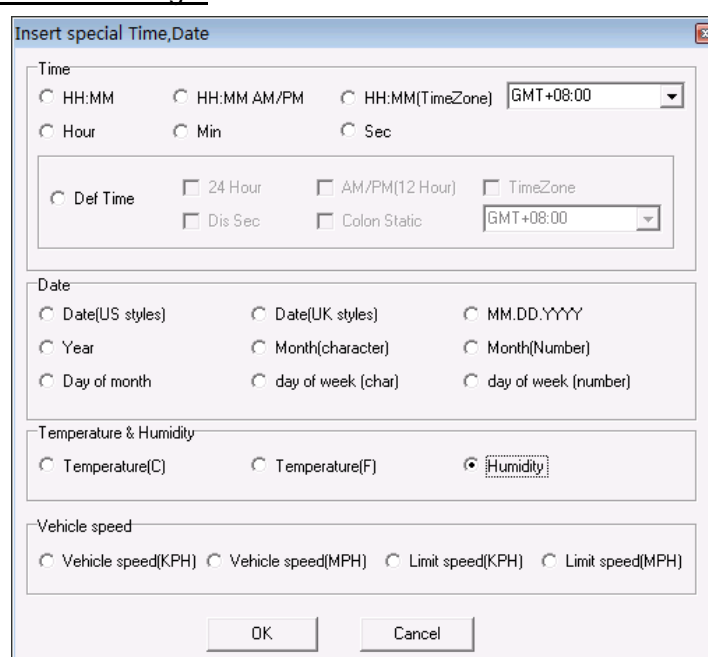 Insert special Time,Date
Time
HH:MM HH:MM AM/PM HH:MM(TimeZone) GMT+08:00
Hour Min Sec
Def Time 24 Hour AM/PM(12 Hour) TimeZone
Dis Sec Colon Static GMT+08:00
Date
Date(US styles) Date(UK styles) MM.DD.YYYY
Year Month(character) Month(Number)
Day of month day of week (char) day of week (number)
Temperature & Humidity
Temperature(C) Temperature(F) Humidity
Vehicle speed
Vehicle speed(KPH) Vehicle speed(MPH) Limit speed(KPH) Limit speed(MPH)
OK Cancel